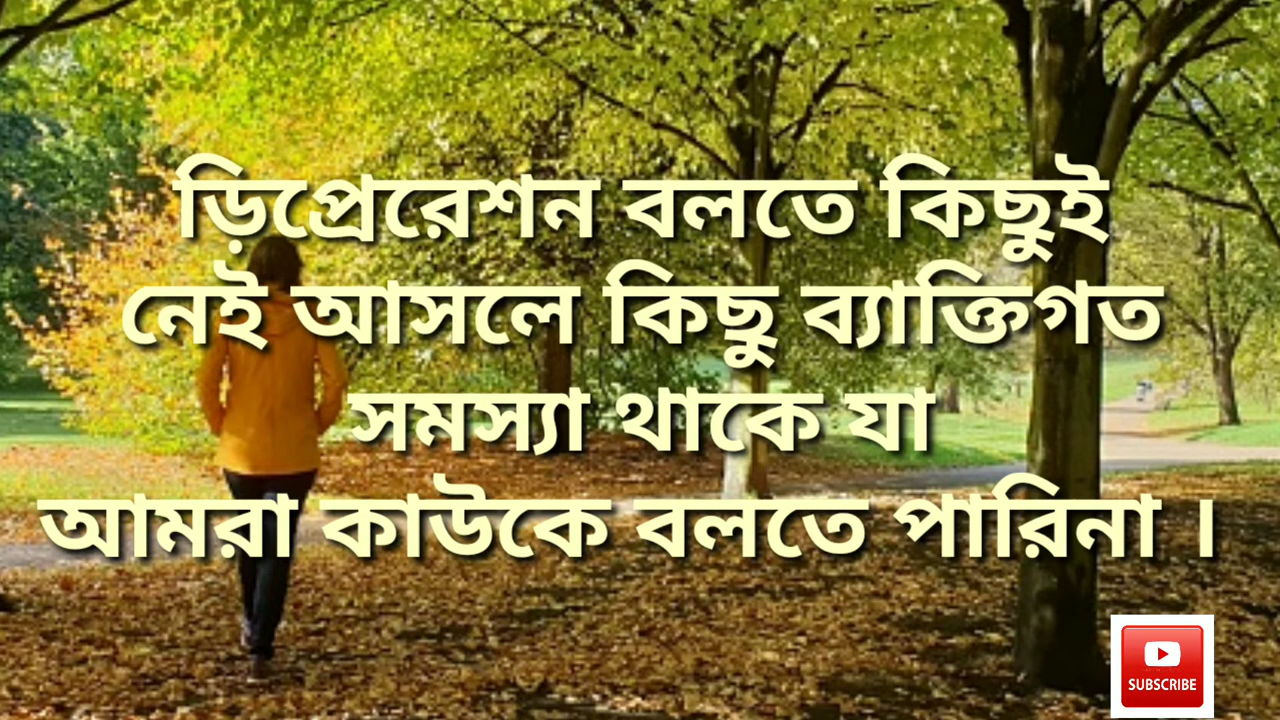 ড়িপ্রেরেশন বলতে কিছুই
নেই আসলে কিছু ব্যাক্তিগত
সমস্যা থাকে যা
আমরা কাউকে বলতে পারিনা ।
SUBSCRIBE